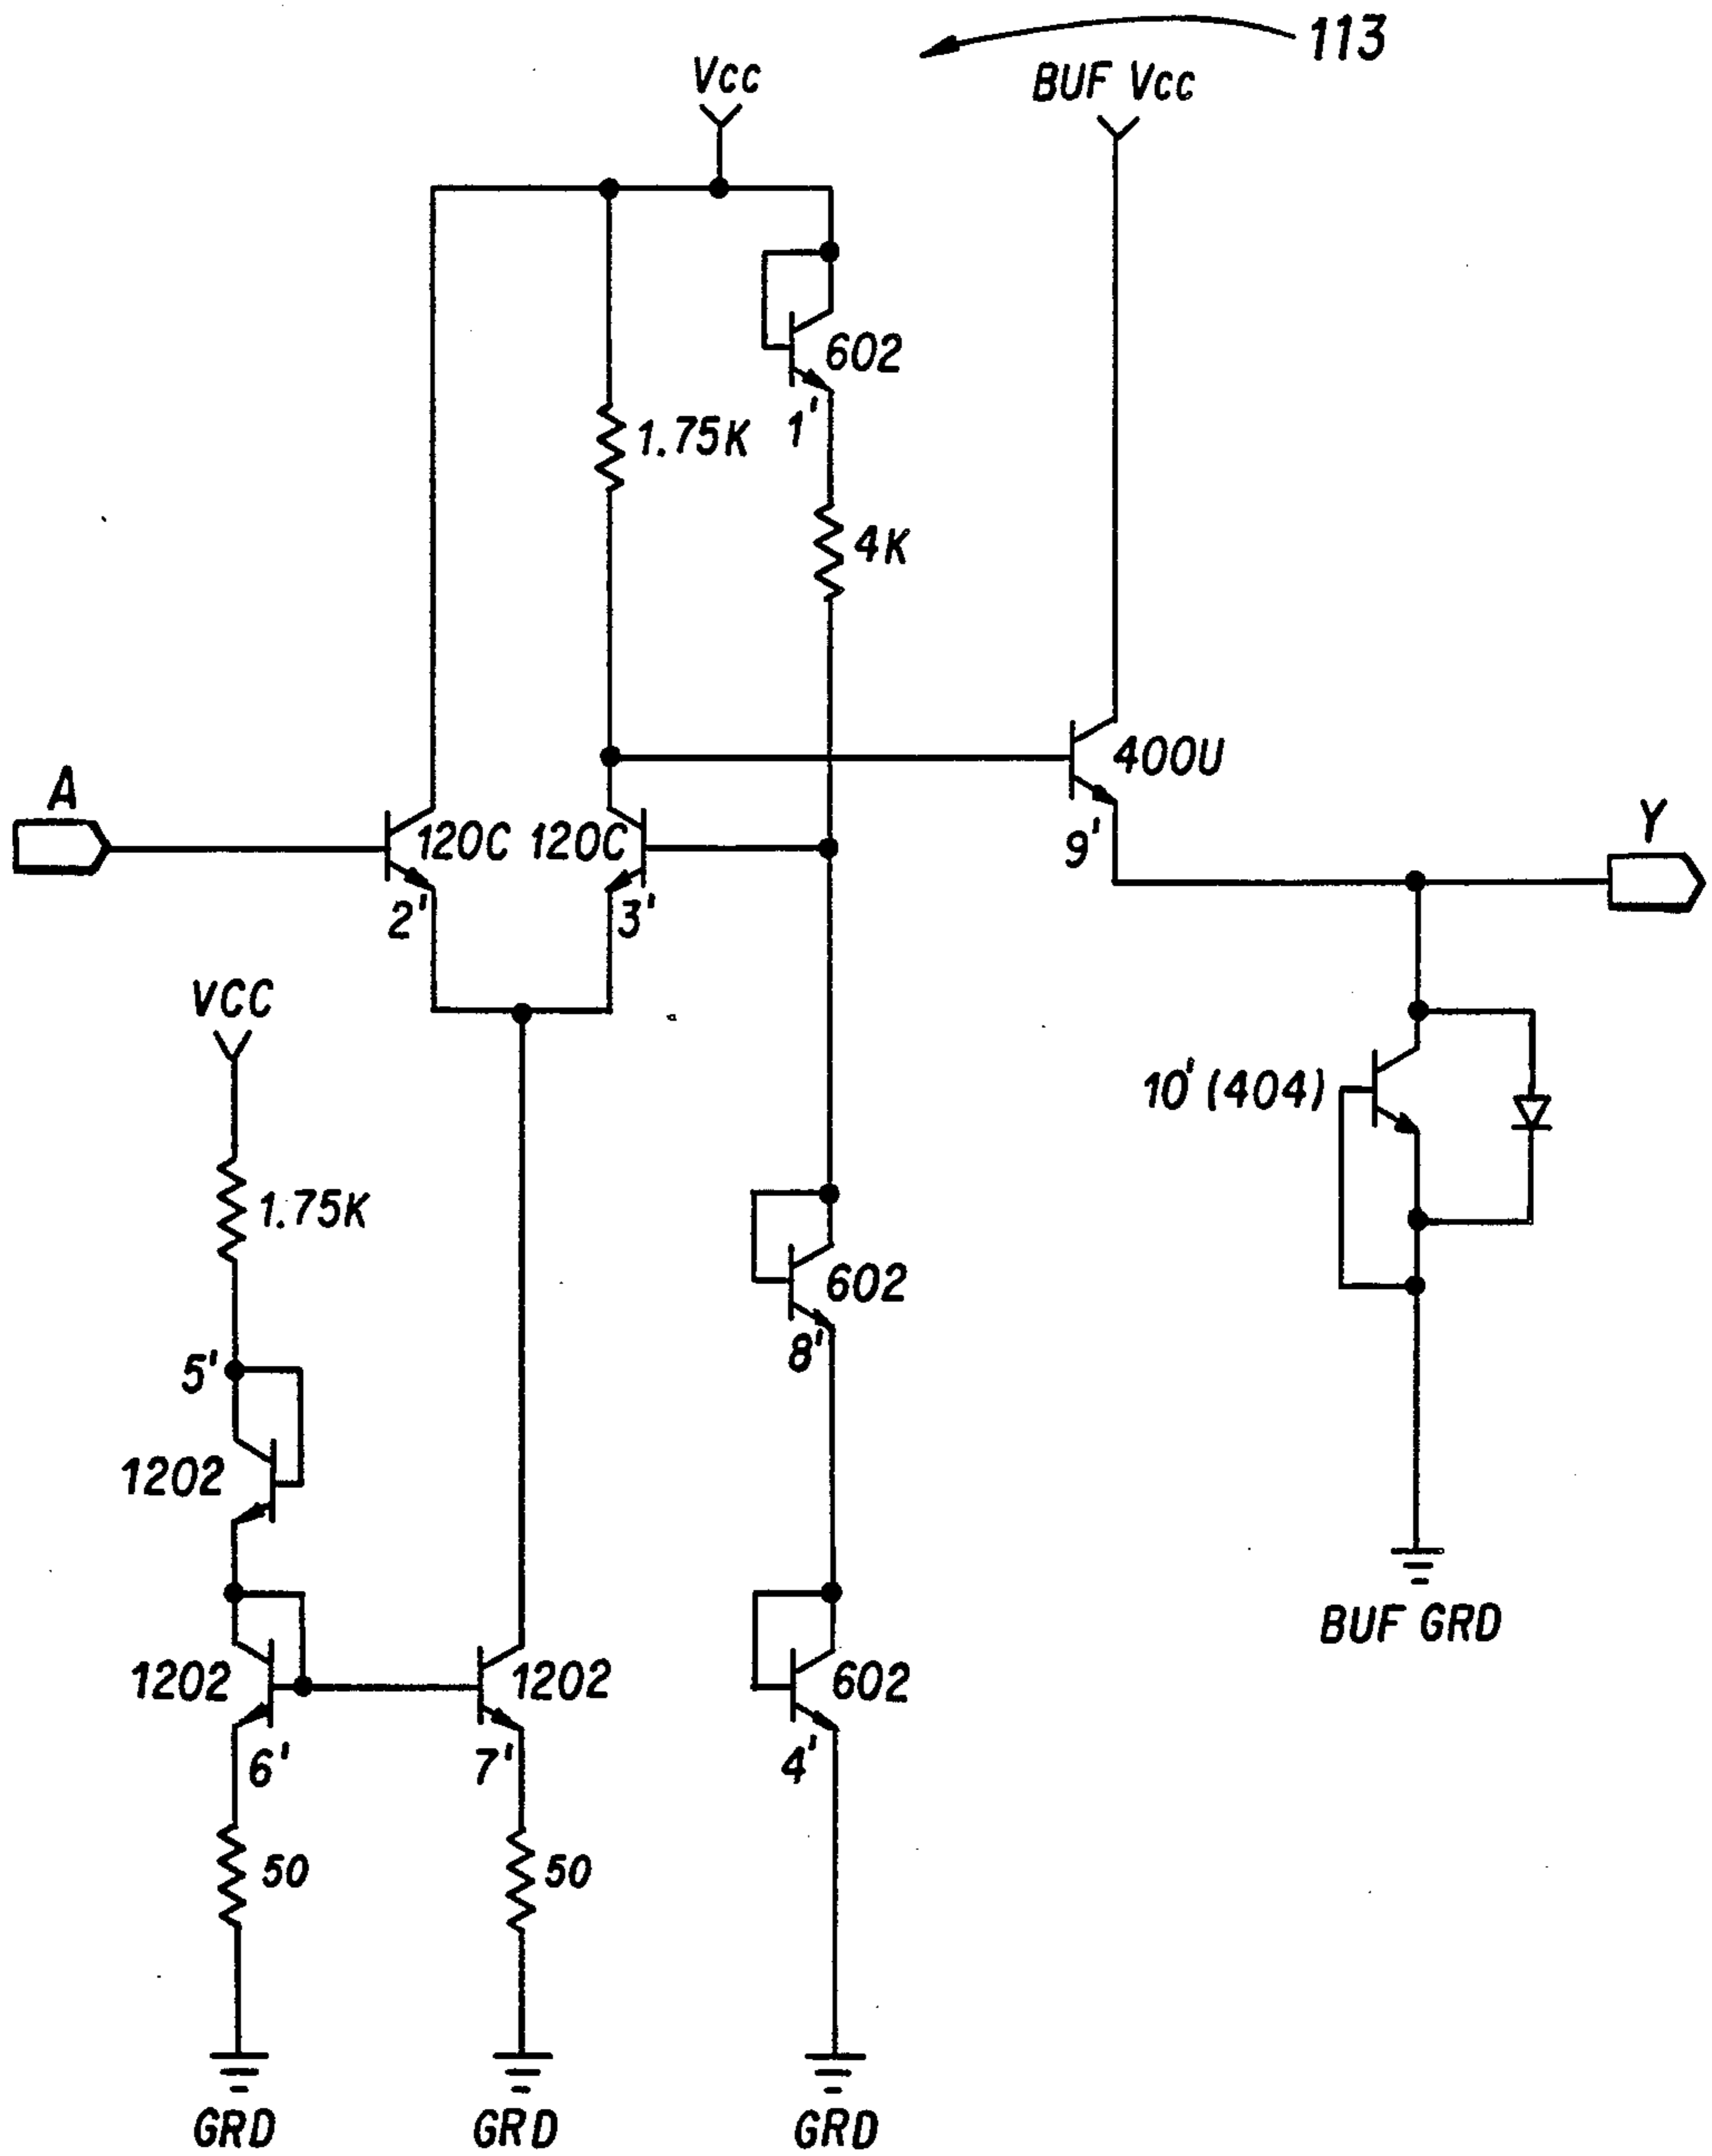 113
Vcc
BUF Vcc
602
1'
1.75K
4K
400U
9'
A
120C
120C
2'
3'
Y
VCC
10' (404)
1.75K
602
8'
5'
1202
1202
1202
602
6'
7'
4'
50
50
BUF GRD
GRD
GRD
GRD